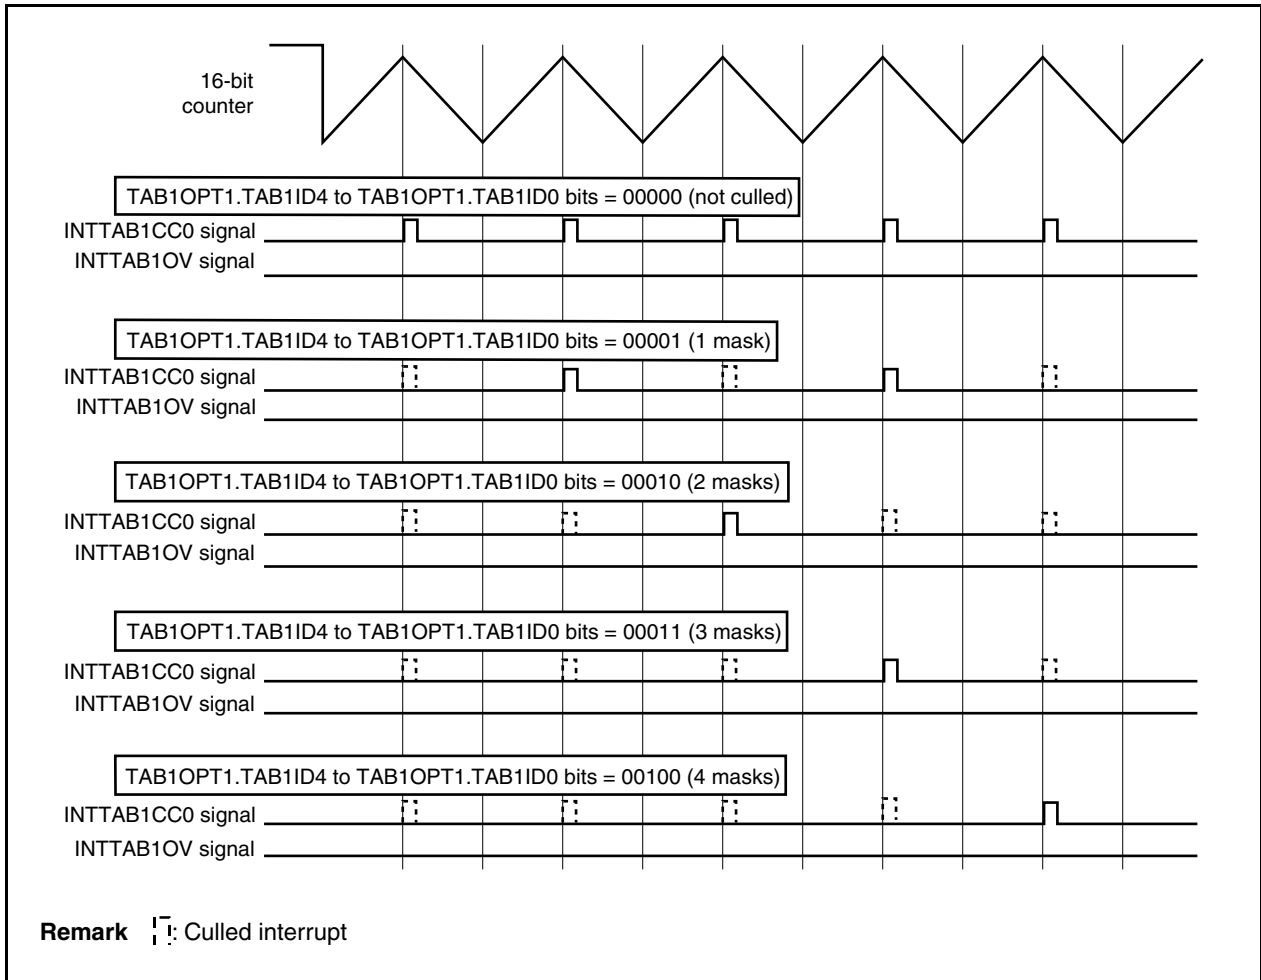 16-bit
counter
TAB1OPT1.TAB1ID4 to TAB1OPT1.TAB1ID0 bits = 00000 (not culled)
INTTAB1CC0 signal
INTTAB1OV signal
TAB1OPT1.TAB1ID4 to TAB1OPT1.TAB1ID0 bits = 00001 (1 mask)
INTTAB1CC0 signal
INTTAB1OV signal
TAB1OPT1.TAB1ID4 to TAB1OPT1.TAB1ID0 bits = 00010 (2 masks)
INTTAB1CC0 signal
INTTAB1OV signal
TAB1OPT1.TAB1ID4 to TAB1OPT1.TAB1ID0 bits = 00011 (3 masks)
INTTAB1CC0 signal
INTTAB1OV signal
TAB1OPT1.TAB1ID4 to TAB1OPT1.TAB1ID0 bits = 00100 (4 masks)
INTTAB1CC0 signal
INTTAB1OV signal
Remark : Culled interrupt